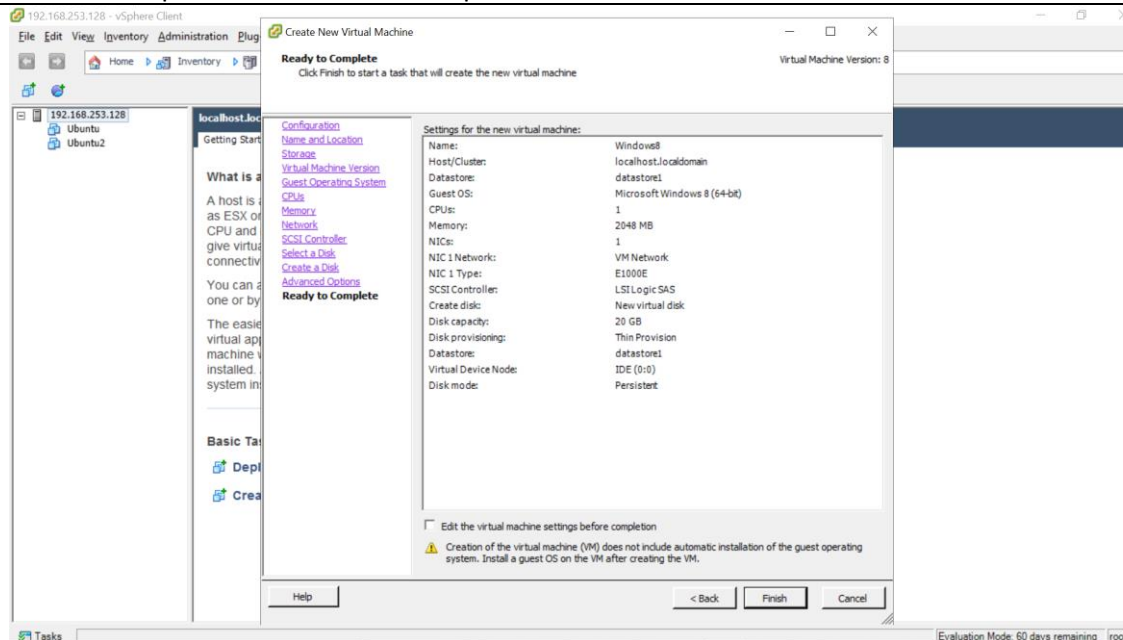 192.168.253.128 - vSphere Client
File Edit View Inventory Administration Plug
Home Inventory
192.168.253.128
Ubuntu
Ubuntu2
localhost.loc
Getting Start
What is a
A host is
as ESX or
CPU and
give virtua
connectiv
You can a
one or by
The easie
virtual app
machine
installed.
system in
Basic Tas
Depl
Crea
Create New Virtual Machine
Ready to Complete
Click Finish to start a task that will create the new virtual machine
Virtual Machine Version: 8
Configuration
Name and Location
Storage
Virtual Machine Version
Guest Operating System
CPUs
Memory
Network
SCSI Controller
Select a Disk
Create a Disk
Advanced Options
Ready to Complete
Settings for the new virtual machine:
Name: Windows8
Host/Cluster: localhost.localdomain
Datastore: datastore1
Guest OS: Microsoft Windows 8 (64-bit)
CPUs: 1
Memory: 2048 MB
NICs: 1
NIC 1 Network: VM Network
NIC 1 Type: E1000E
SCSI Controller: LSI Logic SAS
Create disk: New virtual disk
Disk capacity: 20 GB
Disk provisioning: Thin Provision
Datastore: datastore1
Virtual Device Node: IDE (0:0)
Disk mode: Persistent
Edit the virtual machine settings before completion
Creation of the virtual machine (VM) does not include automatic installation of the guest operating
system. Install a guest OS on the VM after creating the VM.
Help < Back Finish Cancel
Tasks Evaluation Mode: 60 days remaining roo